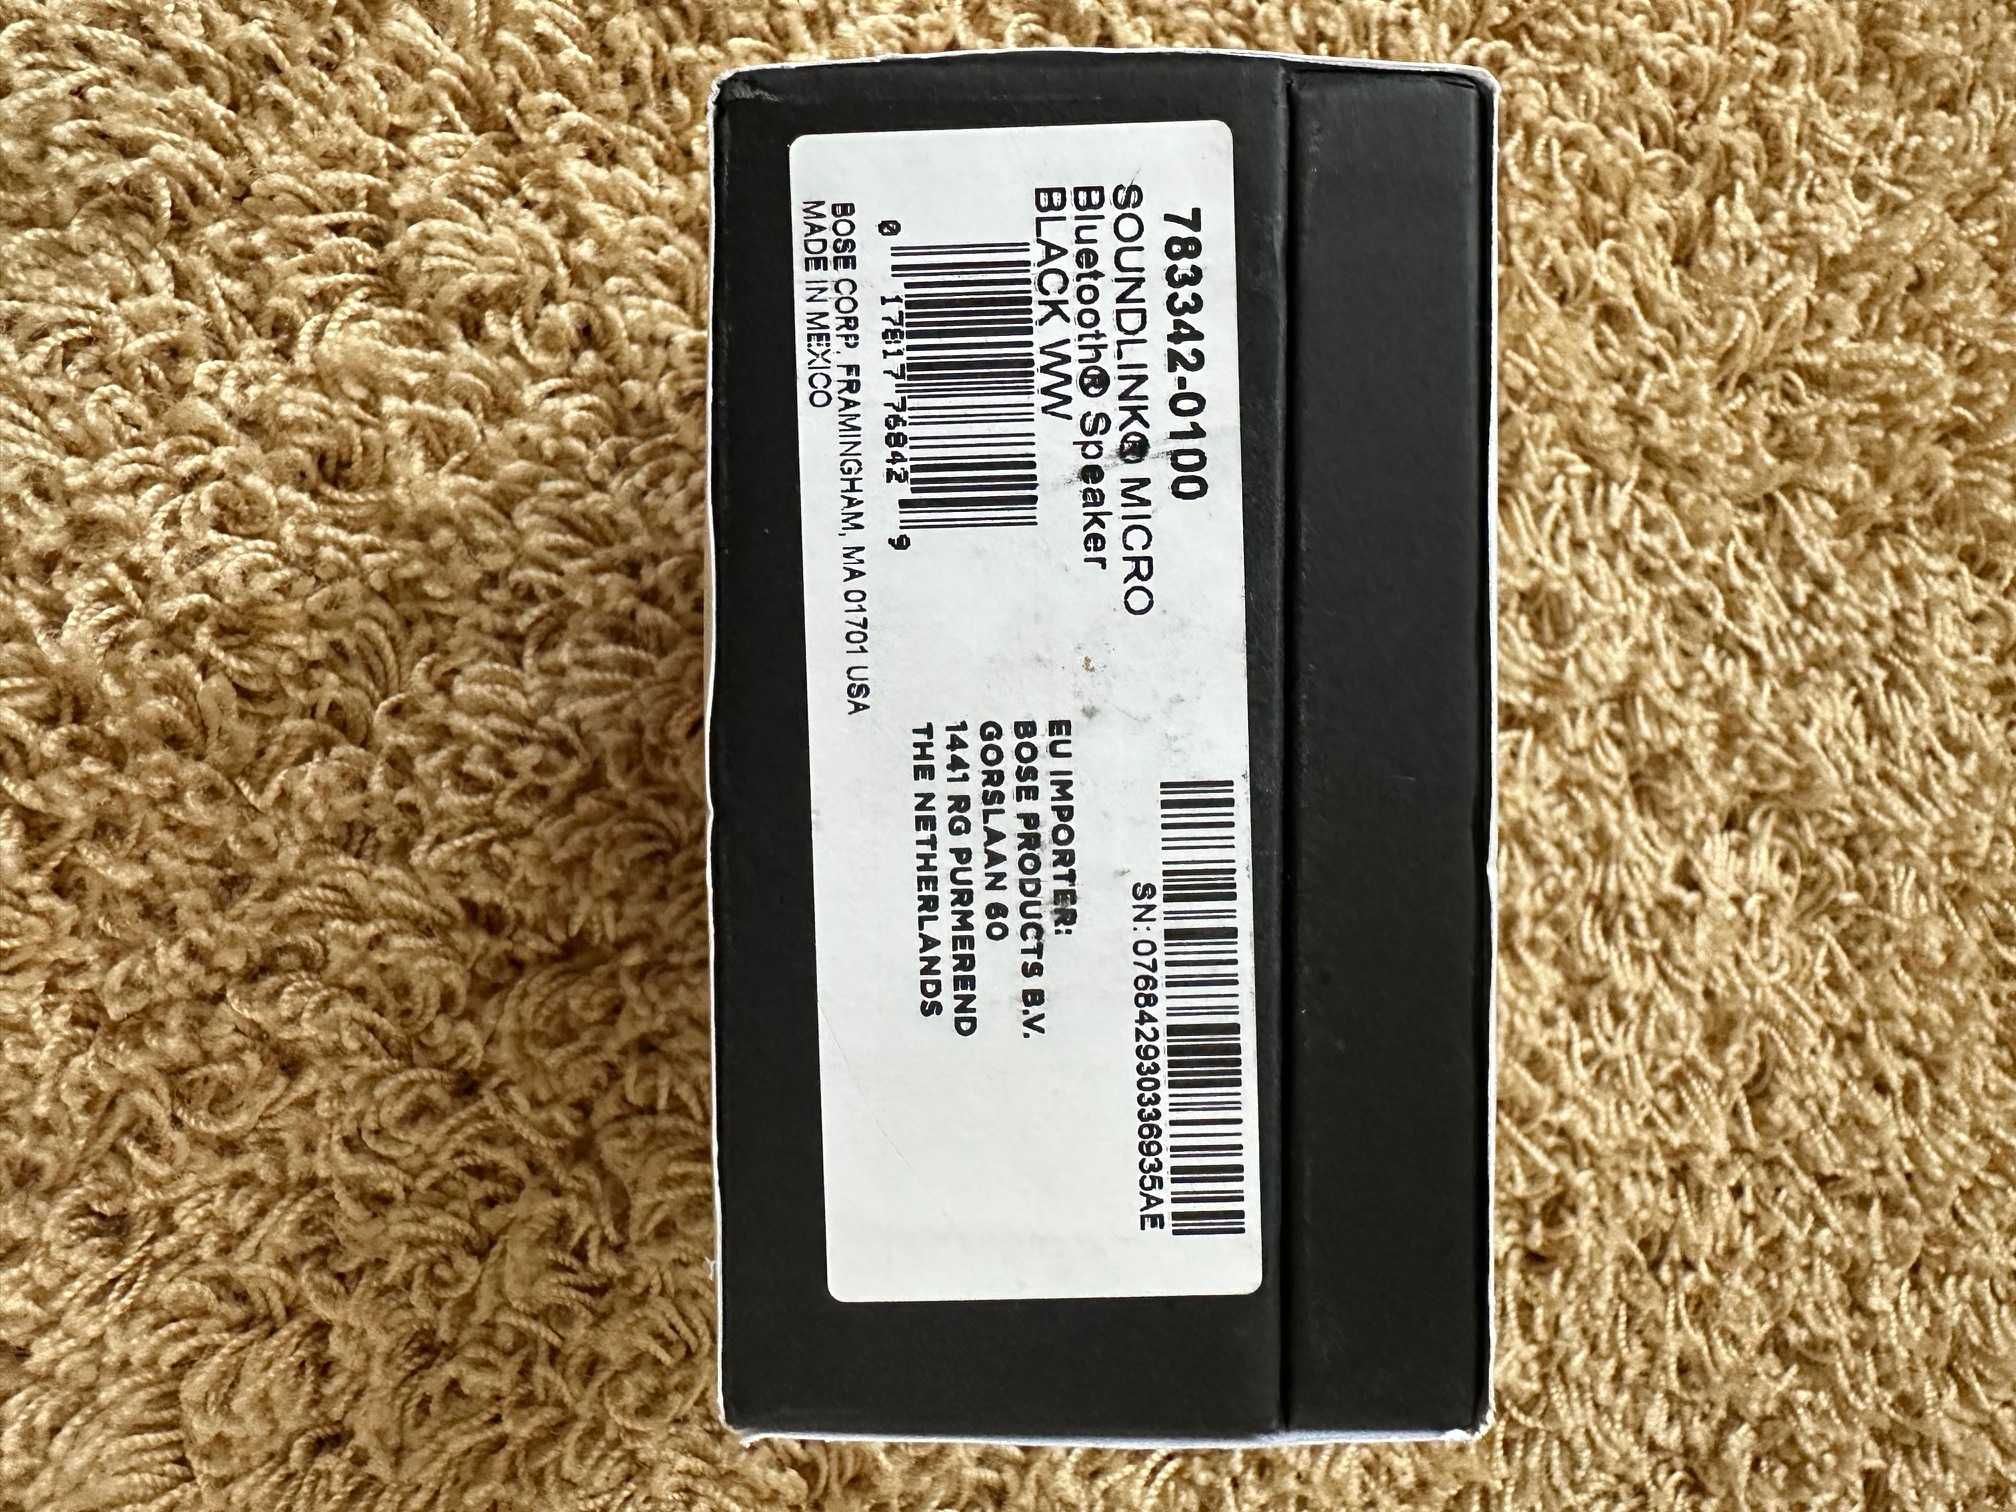 783342-0100
SOUNDLINK® MICRO
Bluetooth® Speaker
BLACK WW
0 17817 76842 9
BOSE CORP, FRAMINGHAM, MA 01701 USA
MADE IN MEXICO
SN: 076842930336935AE
EU IMPORTER:
BOSE PRODUCTS B.V.
GORSLAAN 60
1441 RG PURMEREND
THE NETHERLANDS